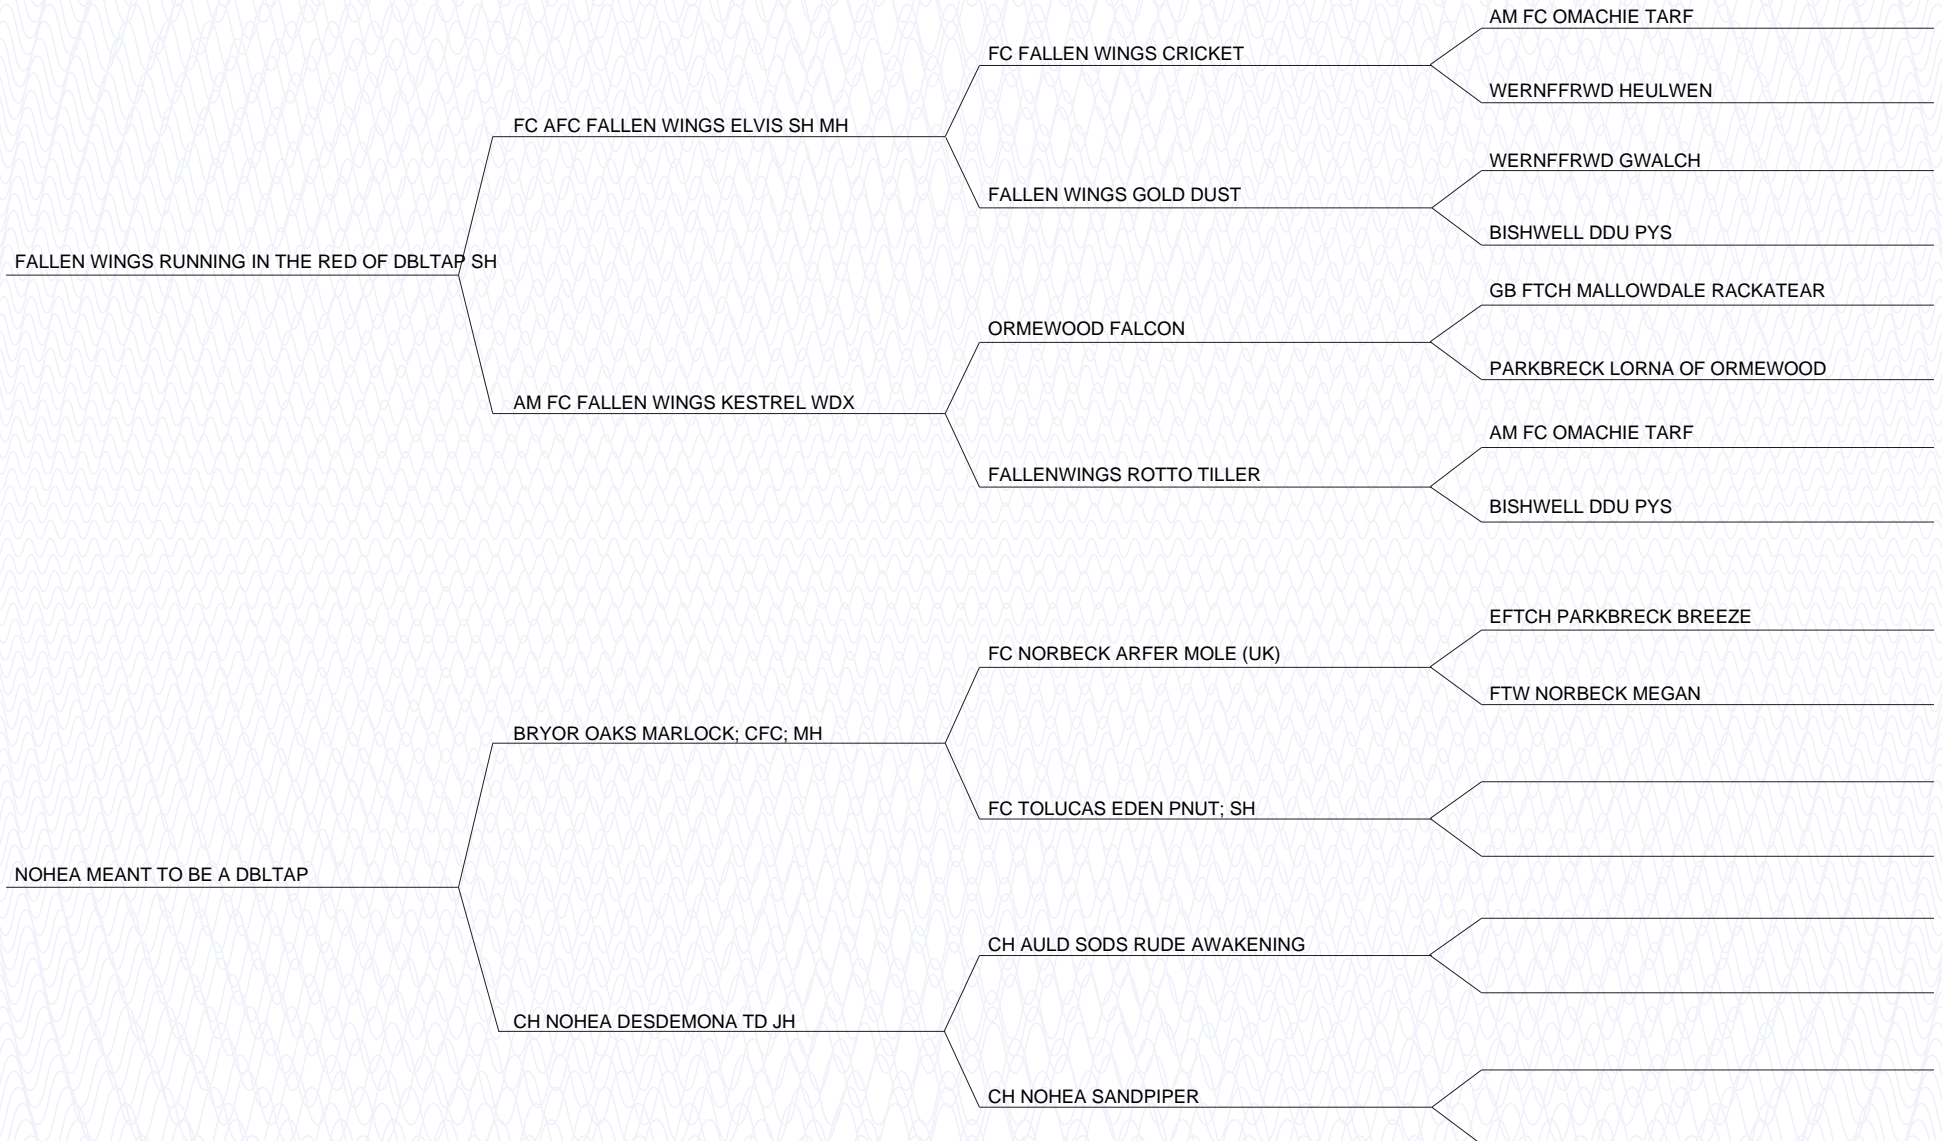 AM FC OMACHIE TARF
FC FALLEN WINGS CRICKET
WERNFFRWD HEULWEN
FC AFC FALLEN WINGS ELVIS SH MH
WERNFFRWD GWALCH
FALLEN WINGS GOLD DUST
BISHWELL DDU PYS
FALLEN WINGS RUNNING IN THE RED OF DBLTAP SH
GB FTCH MALLOWDALE RACKATEAR
ORMEWOOD FALCON
PARKBRECK LORNA OF ORMEWOOD
AM FC FALLEN WINGS KESTREL WDX
AM FC OMACHIE TARF
FALLENWINGS ROTTO TILLER
BISHWELL DDU PYS
EFTCH PARKBRECK BREEZE
FC NORBECK ARFER MOLE (UK)
FTW NORBECK MEGAN
BRYOR OAKS MARLOCK; CFC; MH
FC TOLUCAS EDEN PNUT; SH
NOHEA MEANT TO BE A DBLTAP
CH AULD SODS RUDE AWAKENING
CH NOHEA DESDEMONA TD JH
CH NOHEA SANDPIPER